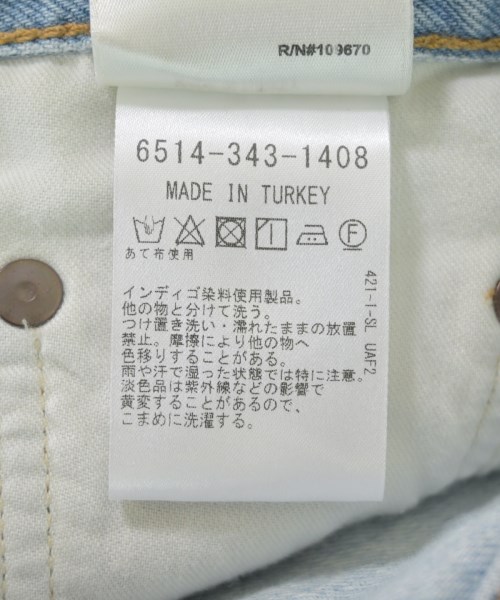 R/N#109670
6514-343-1408
MADE IN TURKEY
F
あて布使用
インディゴ染料使用製品。
他の物と分けて洗う。
つけ置き洗い・濡れたままの放置
禁止。摩擦により他の物へ
色移りすることがある。
雨や汗で湿った状態では特に注意。
淡色品は紫外線などの影響で
黄変することがあるので、
こまめに洗濯する。
421-1-SL UAF2